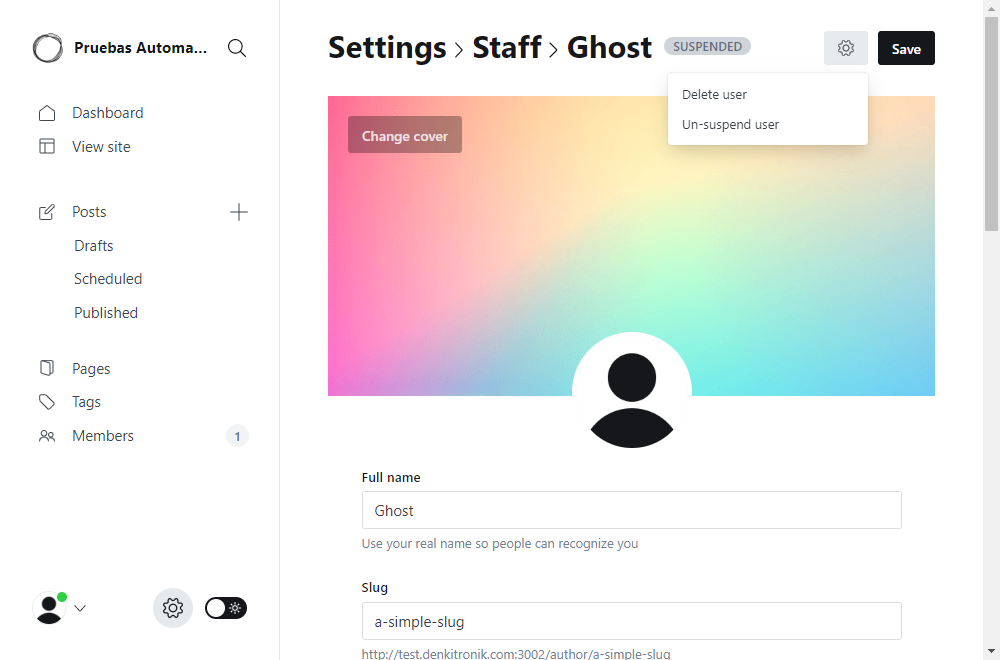 Pruebas Automa...
Dashboard
View site
Posts
Drafts
Scheduled
Published
Pages
Tags
Members
1
Settings > Staff > Ghost SUSPENDED
Save
Delete user
Un-suspend user
Change cover
Full name
Ghost
Use your real name so people can recognize you
Slug
a-simple-slug
http://test.denkitronik.com:3002/author/a-simple-slug